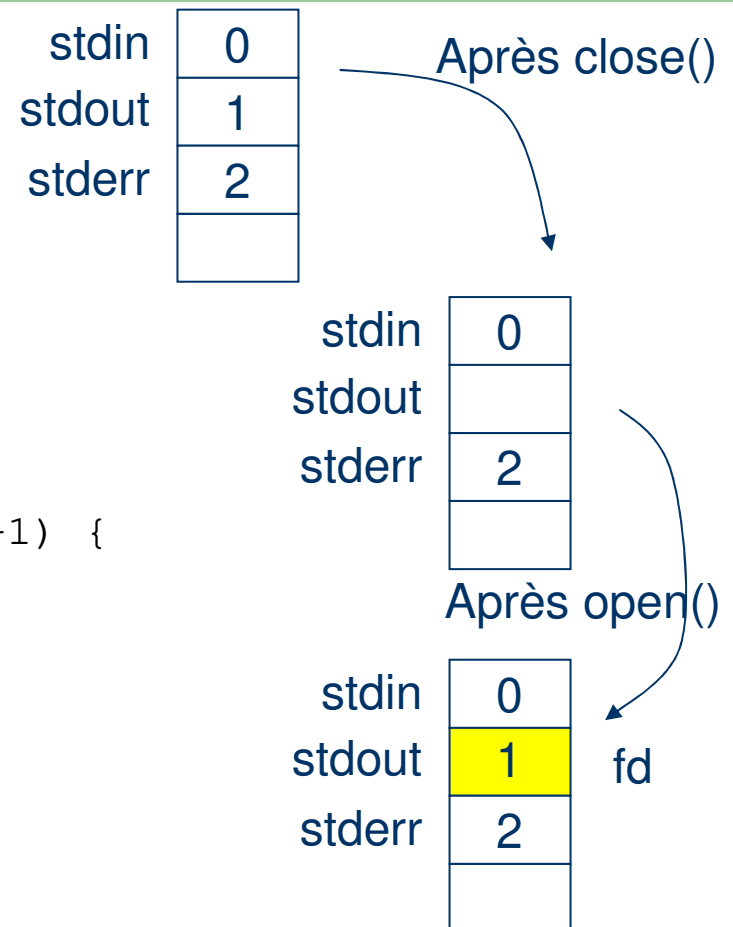 stdin 0 Après close()
stdout 1
stderr 2
stdin 0
stdout
stderr 2
1) {
Après open()
stdin 0
stdout 1 fd
stderr 2